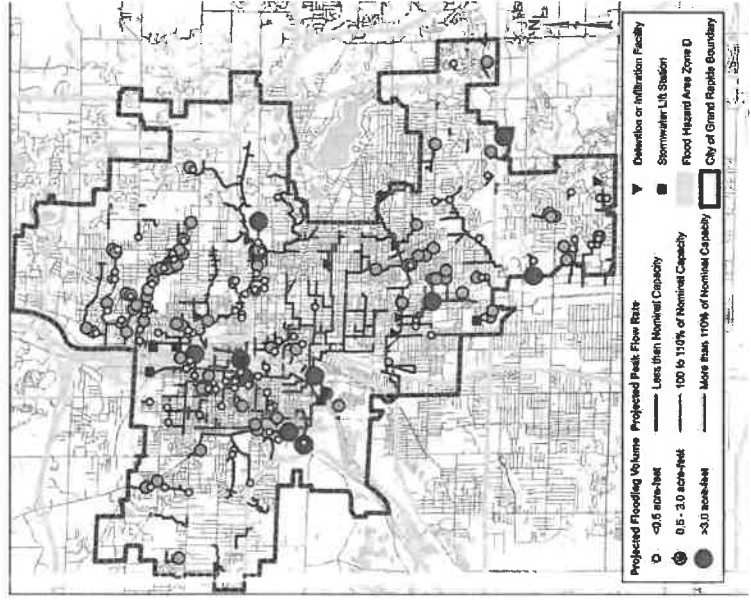 Projected Flooding Volume
<0.5 acre-feet
0.5 - 3.0 acre-feet
>3.0 acre-feet
Projected Peak Flow Rate
Less than Nominal Capacity
100 to 110% of Nominal Capacity
More than 110% of Nominal Capacity
Detention or Infiltration Facility
Stormwater Lift Station
Flood Hazard Area Zone D
City of Grand Rapids Boundary
N